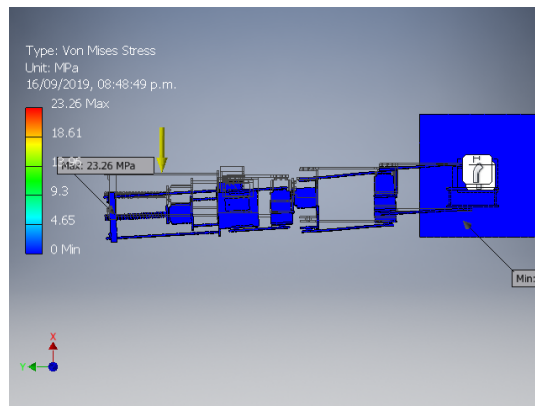 Type: Von Mises Stress
Unit: MPa
16/09/2019, 08:48:49 p.m.
23.26 Max
18.61
Max: 23.26 MPa
9.3
4.65
0 Min
Min:
X
Y